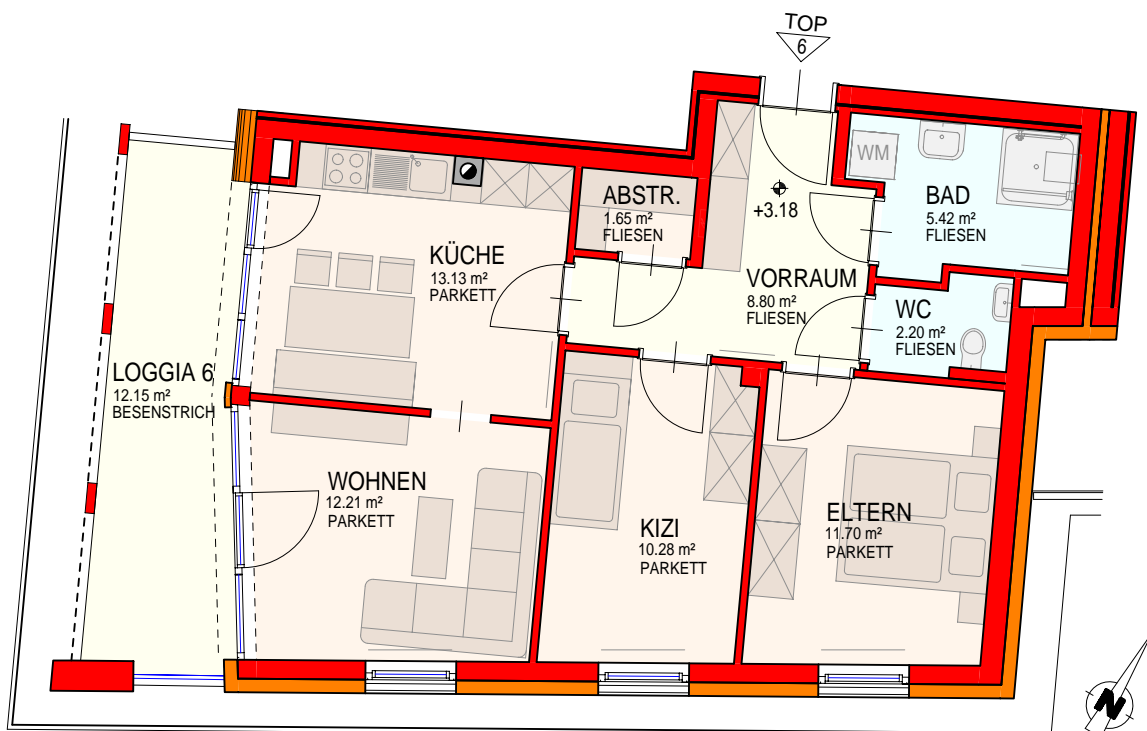 TOP
6
WM
BAD
5.42 m²
FLIESEN
ABSTR.
1.65 m²
FLIESEN
+3.18
KÜCHE
13.13 m²
PARKETT
VORRAUM
8.80 m²
FLIESEN
WC
2.20 m²
FLIESEN
LOGGIA 6
12.15 m²
BESENSTRICH
WOHNEN
12.21 m²
PARKETT
KIZI
10.28 m²
PARKETT
ELTERN
11.70 m²
PARKETT
N